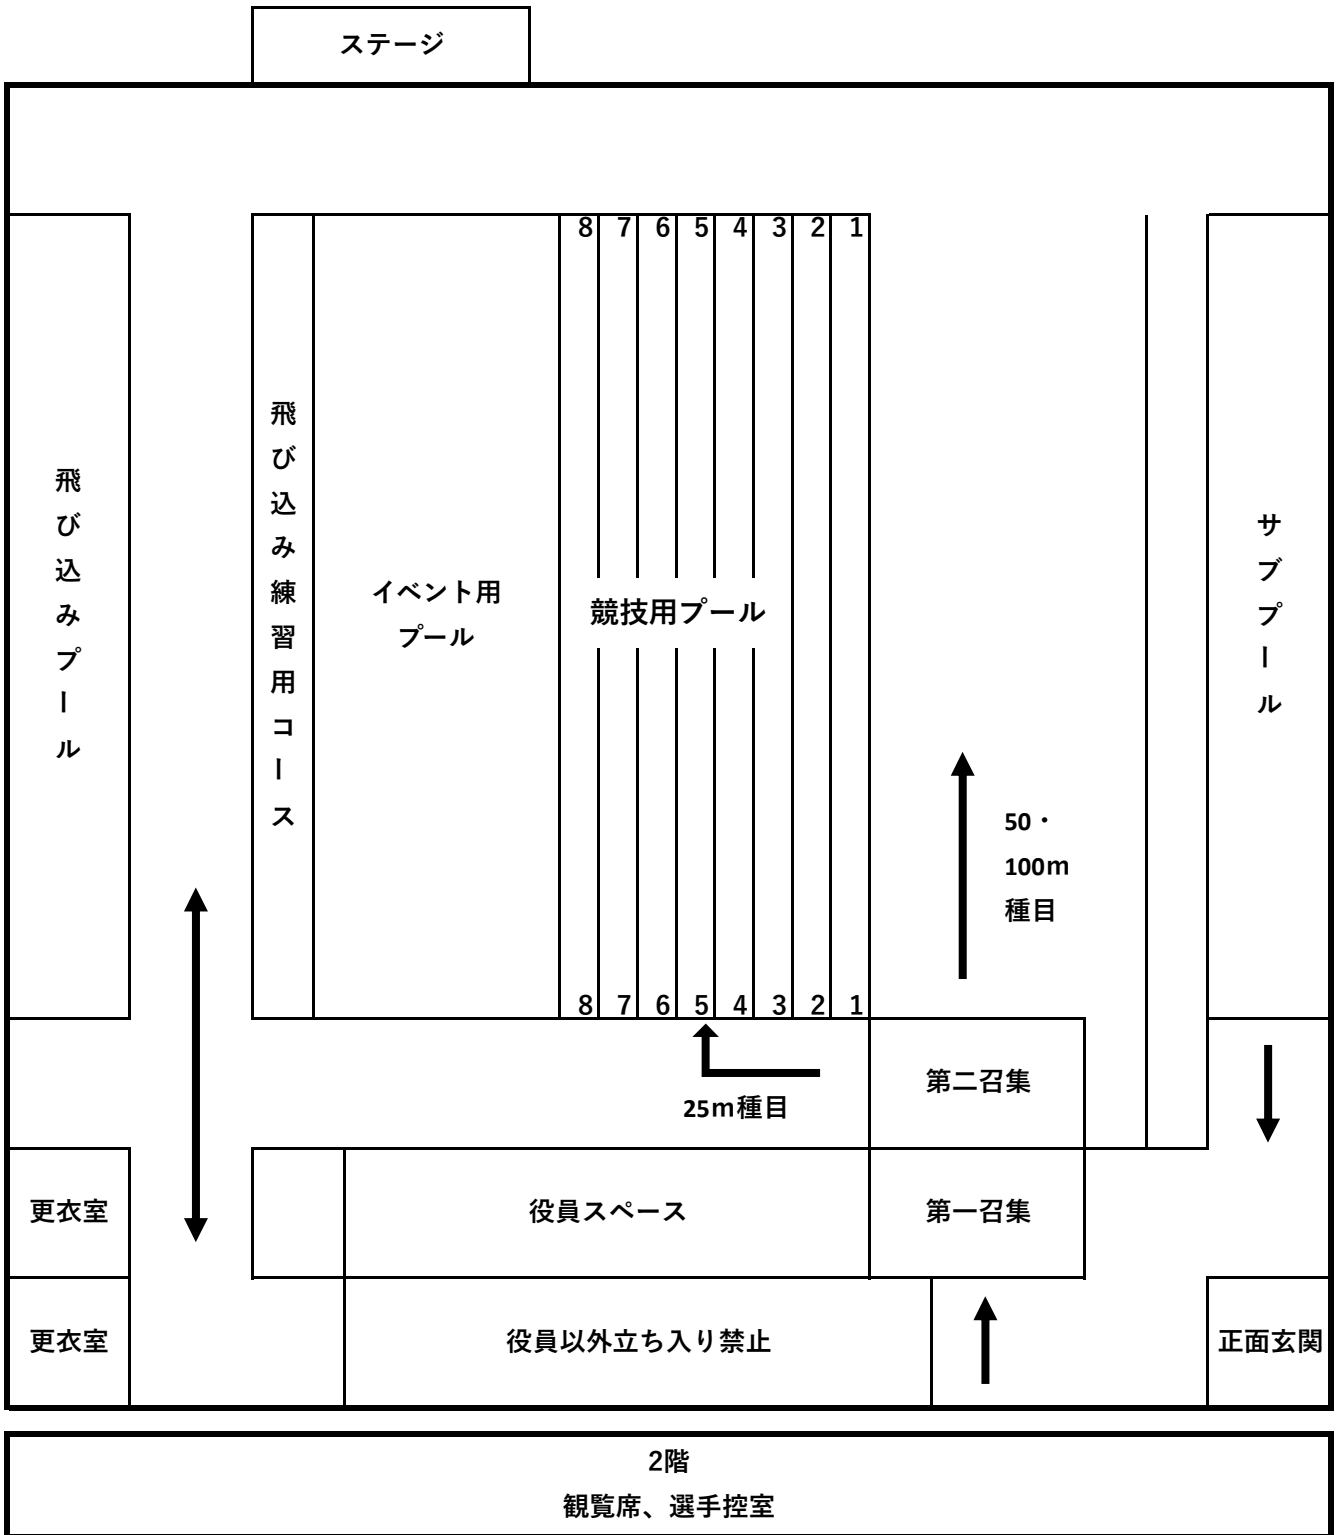 ステージ
8 7 6 5 4 3 2 1
飛び込みプール
飛び込み練習用コース
イベント用
プール
競技用プール
サブプール
50・
100m
種目
8 7 6 5 4 3 2 1
25m種目
第二召集
更衣室
役員スペース
第一召集
更衣室
役員以外立ち入り禁止
正面玄関
2階
観覧席、選手控室